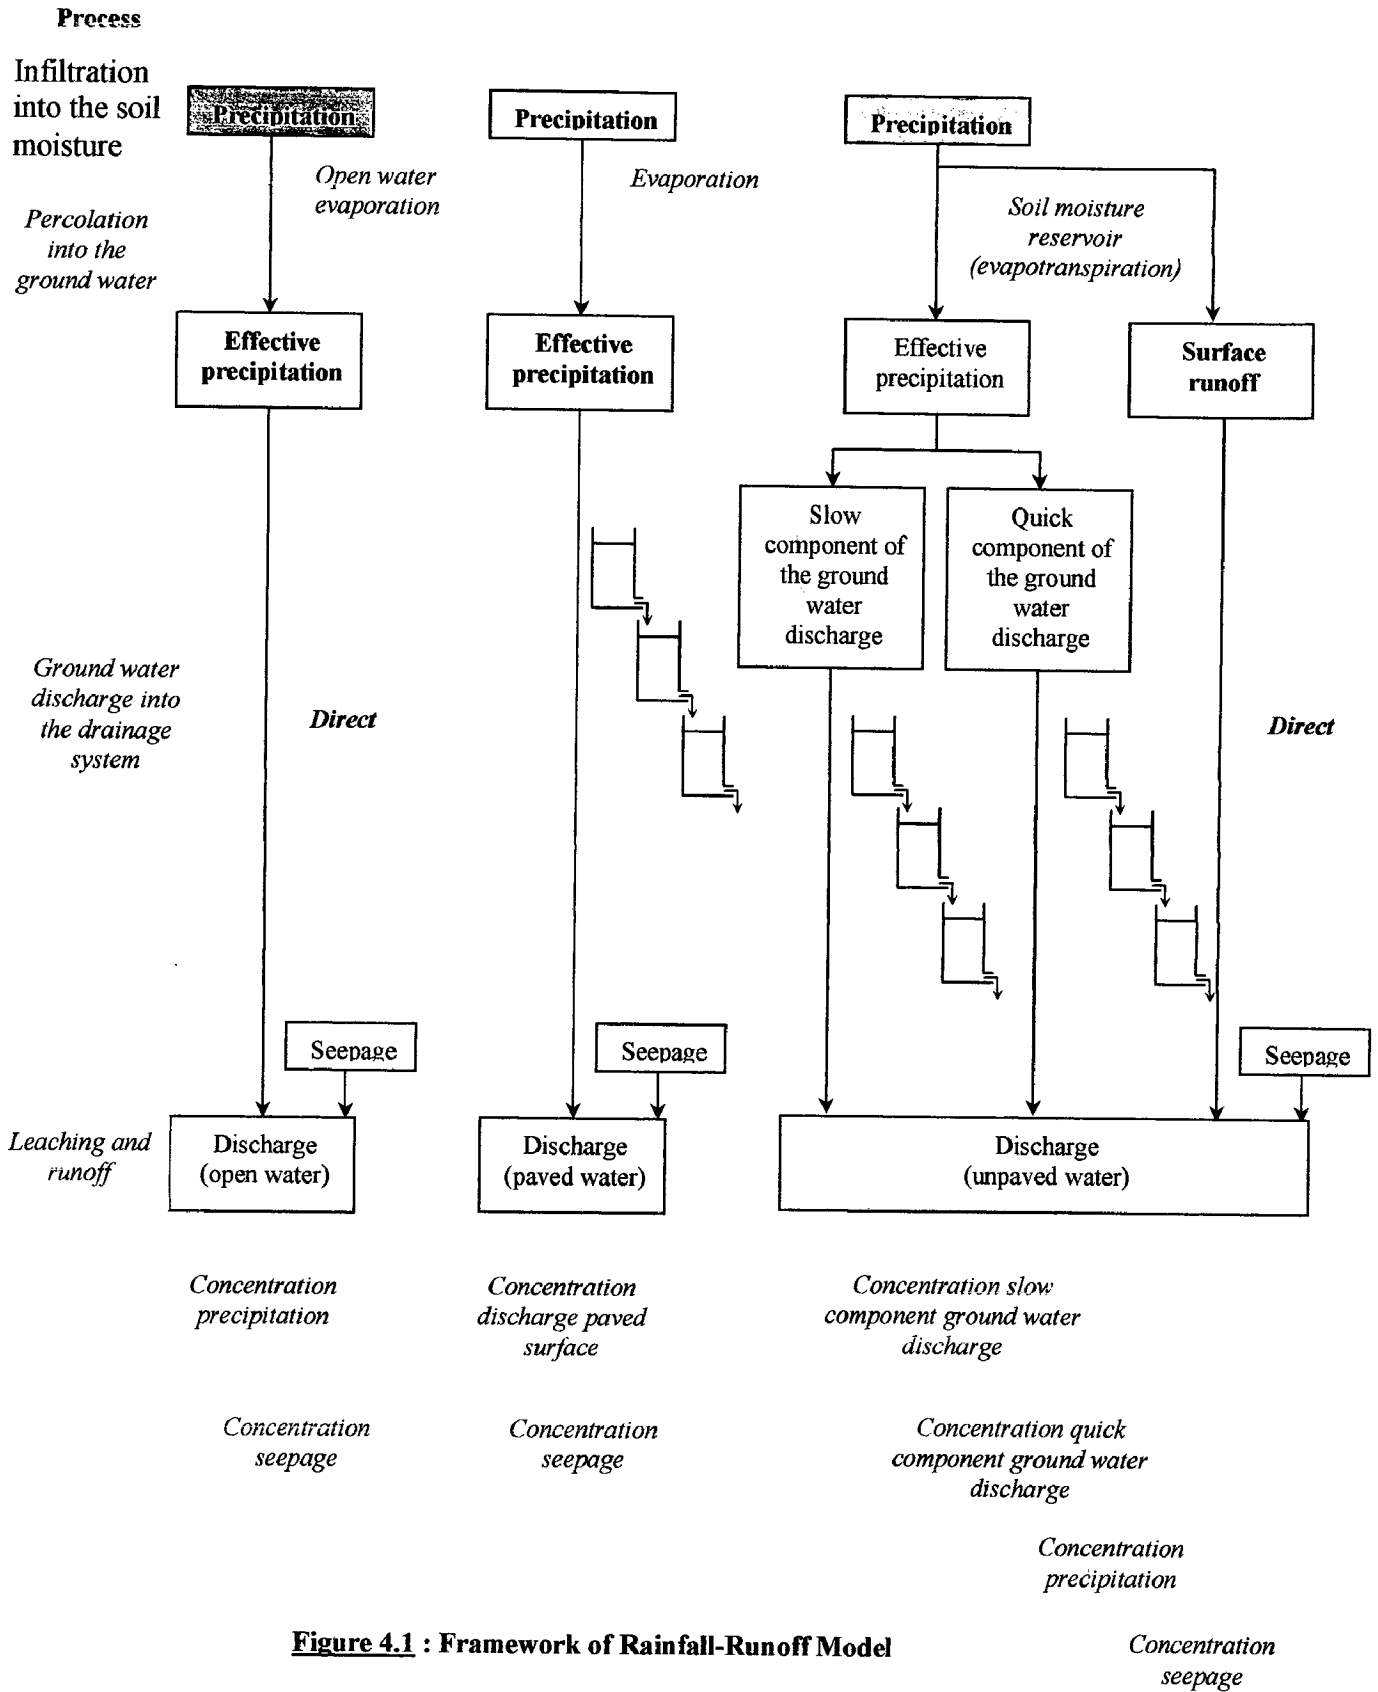 Process
Infiltration
into the soil
moisture
Percolation
into the
ground water
Ground water
discharge into
the drainage
system
Leaching and
runoff
Precipitation
Open water
evaporation
Effective
precipitation
Direct
Seepage
Discharge
(open water)
Concentration
precipitation
Concentration
seepage
Precipitation
Evaporation
Effective
precipitation
Seepage
Discharge
(paved water)
Concentration
discharge paved
surface
Concentration
seepage
Precipitation
Soil moisture
reservoir
(evapotranspiration)
Effective
precipitation
Surface
runoff
Slow
component of
the ground
water
discharge
Quick
component of
the ground
water
discharge
Direct
Seepage
Discharge
(unpaved water)
Concentration slow
component ground water
discharge
Concentration quick
component ground water
discharge
Concentration
precipitation
Concentration
seepage
Figure 4.1 : Framework of Rainfall-Runoff Model